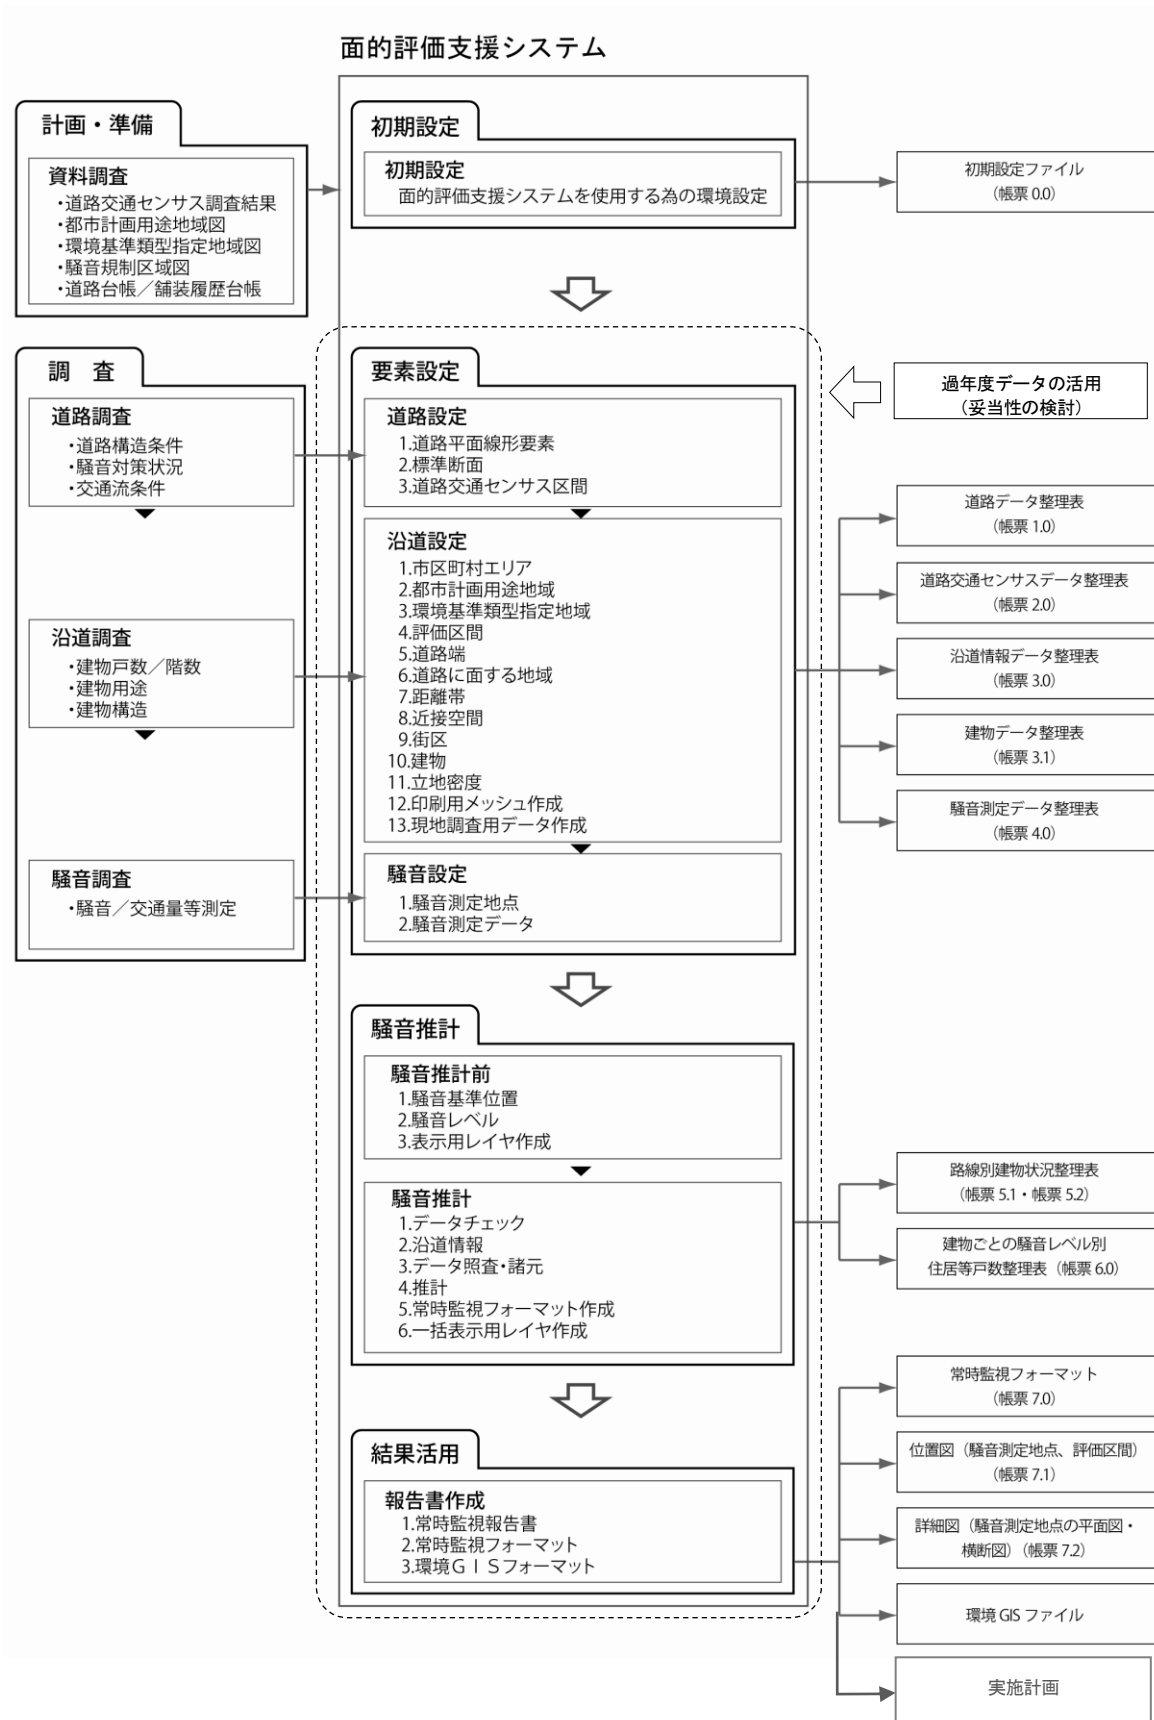 面的評価支援システム
計画・準備
資料調査
・道路交通センサス調査結果
・都市計画用途地域図
・環境基準類型指定地域図
・騒音規制区域図
・道路台帳／舗装履歴台帳
初期設定
初期設定
面的評価支援システムを使用する為の環境設定
初期設定ファイル
（帳票 0.0）
調　査
道路調査
・道路構造条件
・騒音対策状況
・交通流条件
沿道調査
・建物戸数／階数
・建物用途
・建物構造
騒音調査
・騒音／交通量等測定
要素設定
道路設定
1.道路平面線形要素
2.標準断面
3.道路交通センサス区間
沿道設定
1.市区町村エリア
2.都市計画用途地域
3.環境基準類型指定地域
4.評価区間
5.道路端
6.道路に面する地域
7.距離帯
8.近接空間
9.街区
10.建物
11.立地密度
12.印刷用メッシュ作成
13.現地調査用データ作成
騒音設定
1.騒音測定地点
2.騒音測定データ
過年度データの活用
（妥当性の検討）
道路データ整理表
（帳票 1.0）
道路交通センサスデータ整理表
（帳票 2.0）
沿道情報データ整理表
（帳票 3.0）
建物データ整理表
（帳票 3.1）
騒音測定データ整理表
（帳票 4.0）
騒音推計
騒音推計前
1.騒音基準位置
2.騒音レベル
3.表示用レイヤ作成
騒音推計
1.データチェック
2.沿道情報
3.データ照査・諸元
4.推計
5.常時監視フォーマット作成
6.一括表示用レイヤ作成
路線別建物状況整理表
（帳票 5.1・帳票 5.2）
建物ごとの騒音レベル別
住居等戸数整理表（帳票 6.0）
結果活用
報告書作成
1.常時監視報告書
2.常時監視フォーマット
3.環境ＧＩＳフォーマット
常時監視フォーマット
（帳票 7.0）
位置図（騒音測定地点、評価区間）
（帳票 7.1）
詳細図（騒音測定地点の平面図・
横断図）（帳票 7.2）
環境 GIS ファイル
実施計画